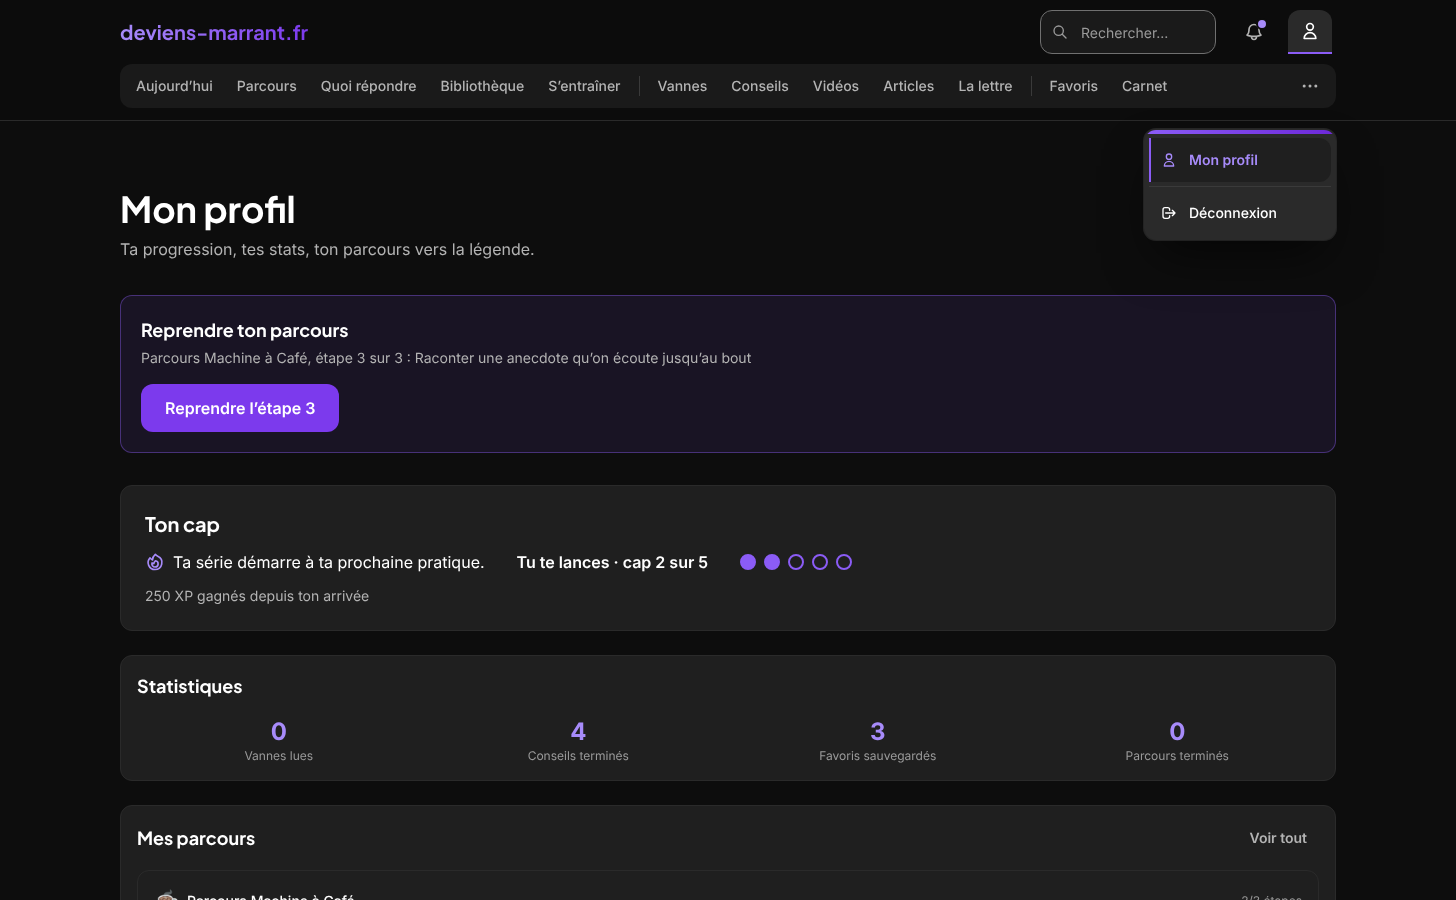 deviens-marrant.fr
Rechercher...
Aujourd’hui
Parcours
Quoi répondre
Bibliothèque
S’entraîner
Vannes
Conseils
Vidéos
Articles
La lettre
Favoris
Carnet
Mon profil
Déconnexion
Mon profil
Ta progression, tes stats, ton parcours vers la légende.
Reprendre ton parcours
Parcours Machine à Café, étape 3 sur 3 : Raconter une anecdote qu’on écoute jusqu’au bout
Reprendre l’étape 3
Ton cap
Ta série démarre à ta prochaine pratique.
Tu te lances · cap 2 sur 5
250 XP gagnés depuis ton arrivée
Statistiques
0
Vannes lues
4
Conseils terminés
3
Favoris sauvegardés
0
Parcours terminés
Mes parcours
Voir tout
Parcours Machine à Café